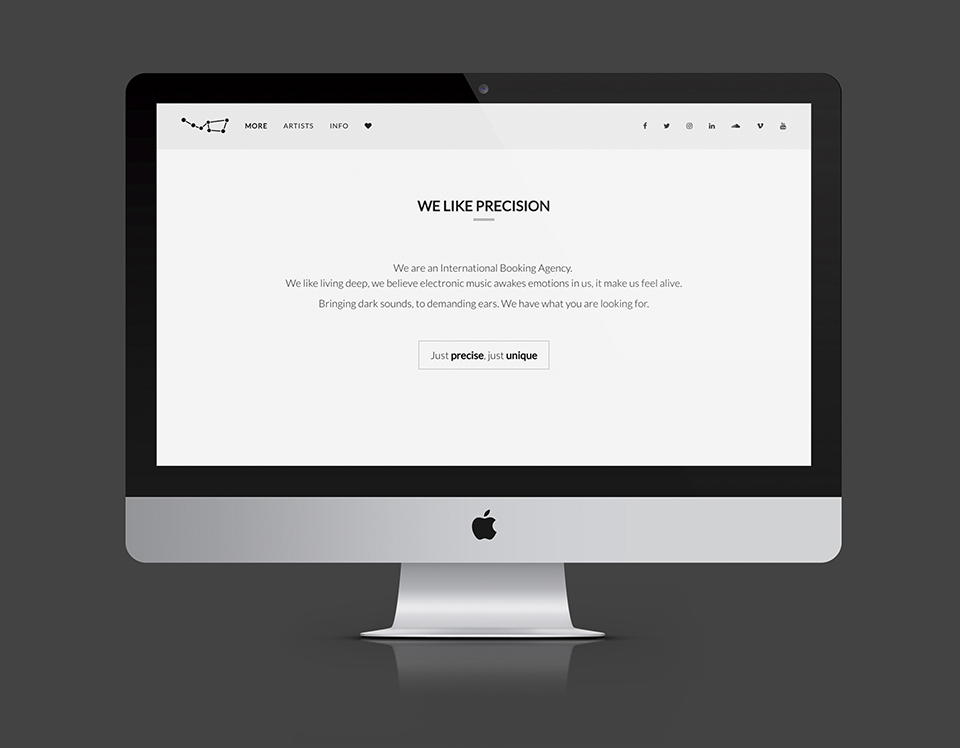 MORE ARTISTS INFO
WE LIKE PRECISION
We are an International Booking Agency.
We like living deep, we believe electronic music awakes emotions in us, it make us feel alive.
Bringing dark sounds, to demanding ears. We have what you are looking for.
Just precise, just unique